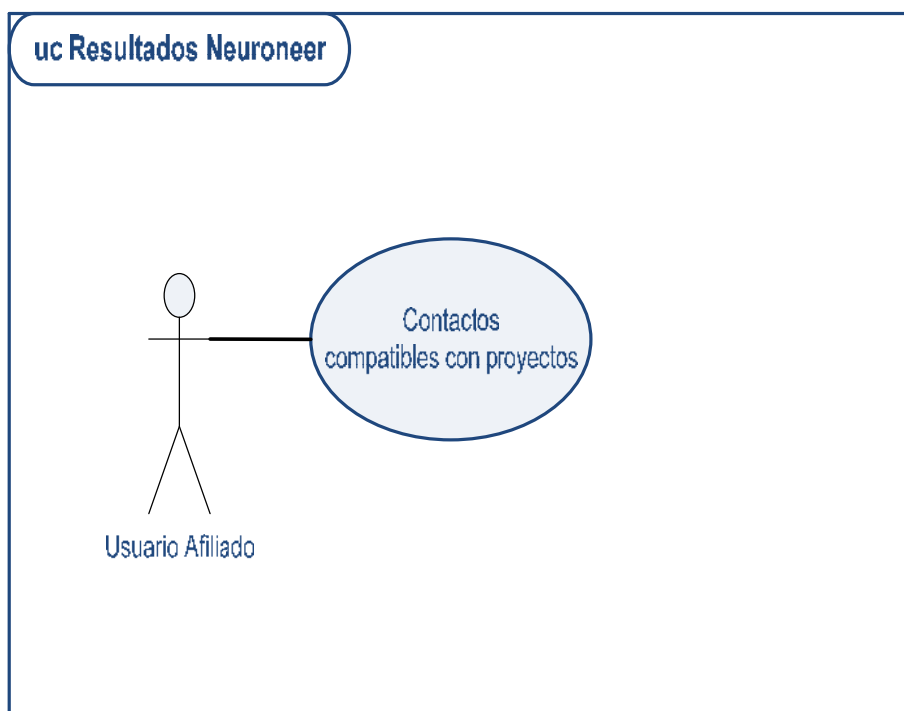 uc Resultados Neuroneer
Contactos
compatibles con proyectos
Usuario Afiliado